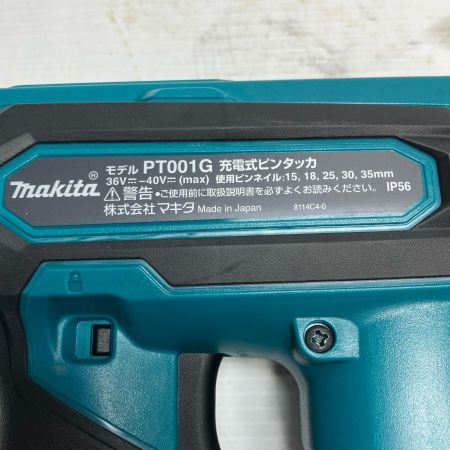 makita®
モデル PT001G 充電式ピンタッカ
36V⎓-40V⎓(max) 使用ピンネイル:15, 18, 25, 30, 35mm
⚠警告 •ご使用前に取扱説明書を必ずよくお読みください。 IP56
株式会社マキタ Made in Japan 8114C4-0